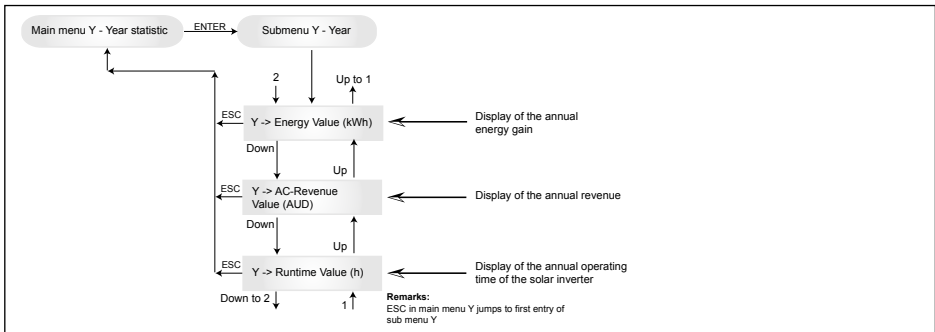 Main menu Y - Year statistic
ENTER
Submenu Y - Year
2
Up to 1
ESC
Y -> Energy Value (kWh)
Display of the annual
energy gain
Down
Up
ESC
Y -> AC-Revenue
Value (AUD)
Display of the annual revenue
Down
Up
ESC
Y -> Runtime Value (h)
Display of the annual operating
time of the solar inverter
Down to 2
1
Remarks:
ESC in main menu Y jumps to first entry of
sub menu Y